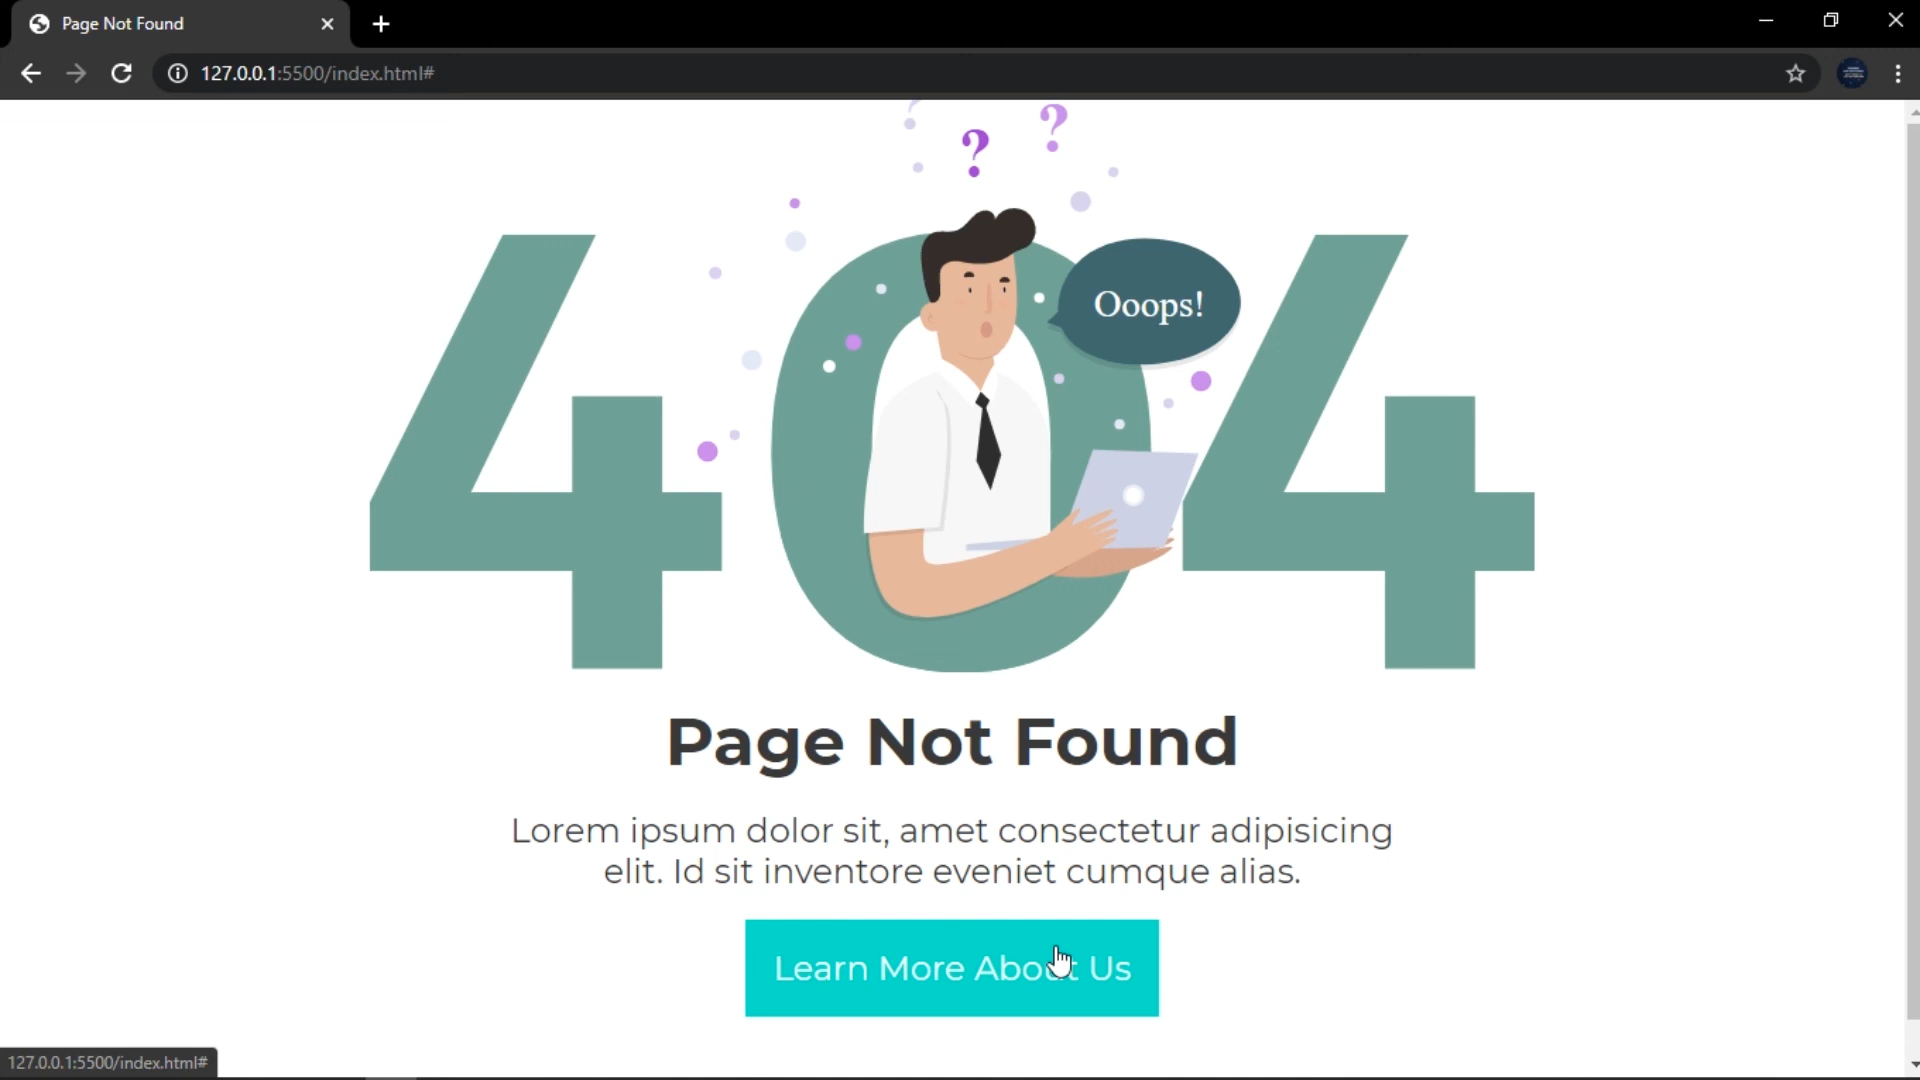 Page Not Found
127.0.0.1:5500/index.html#
? ?
404
Ooops!
Page Not Found
Lorem ipsum dolor sit, amet consectetur adipisicing
elit. Id sit inventore eveniet cumque alias.
Learn More About Us
127.0.0.1:5500/index.html#